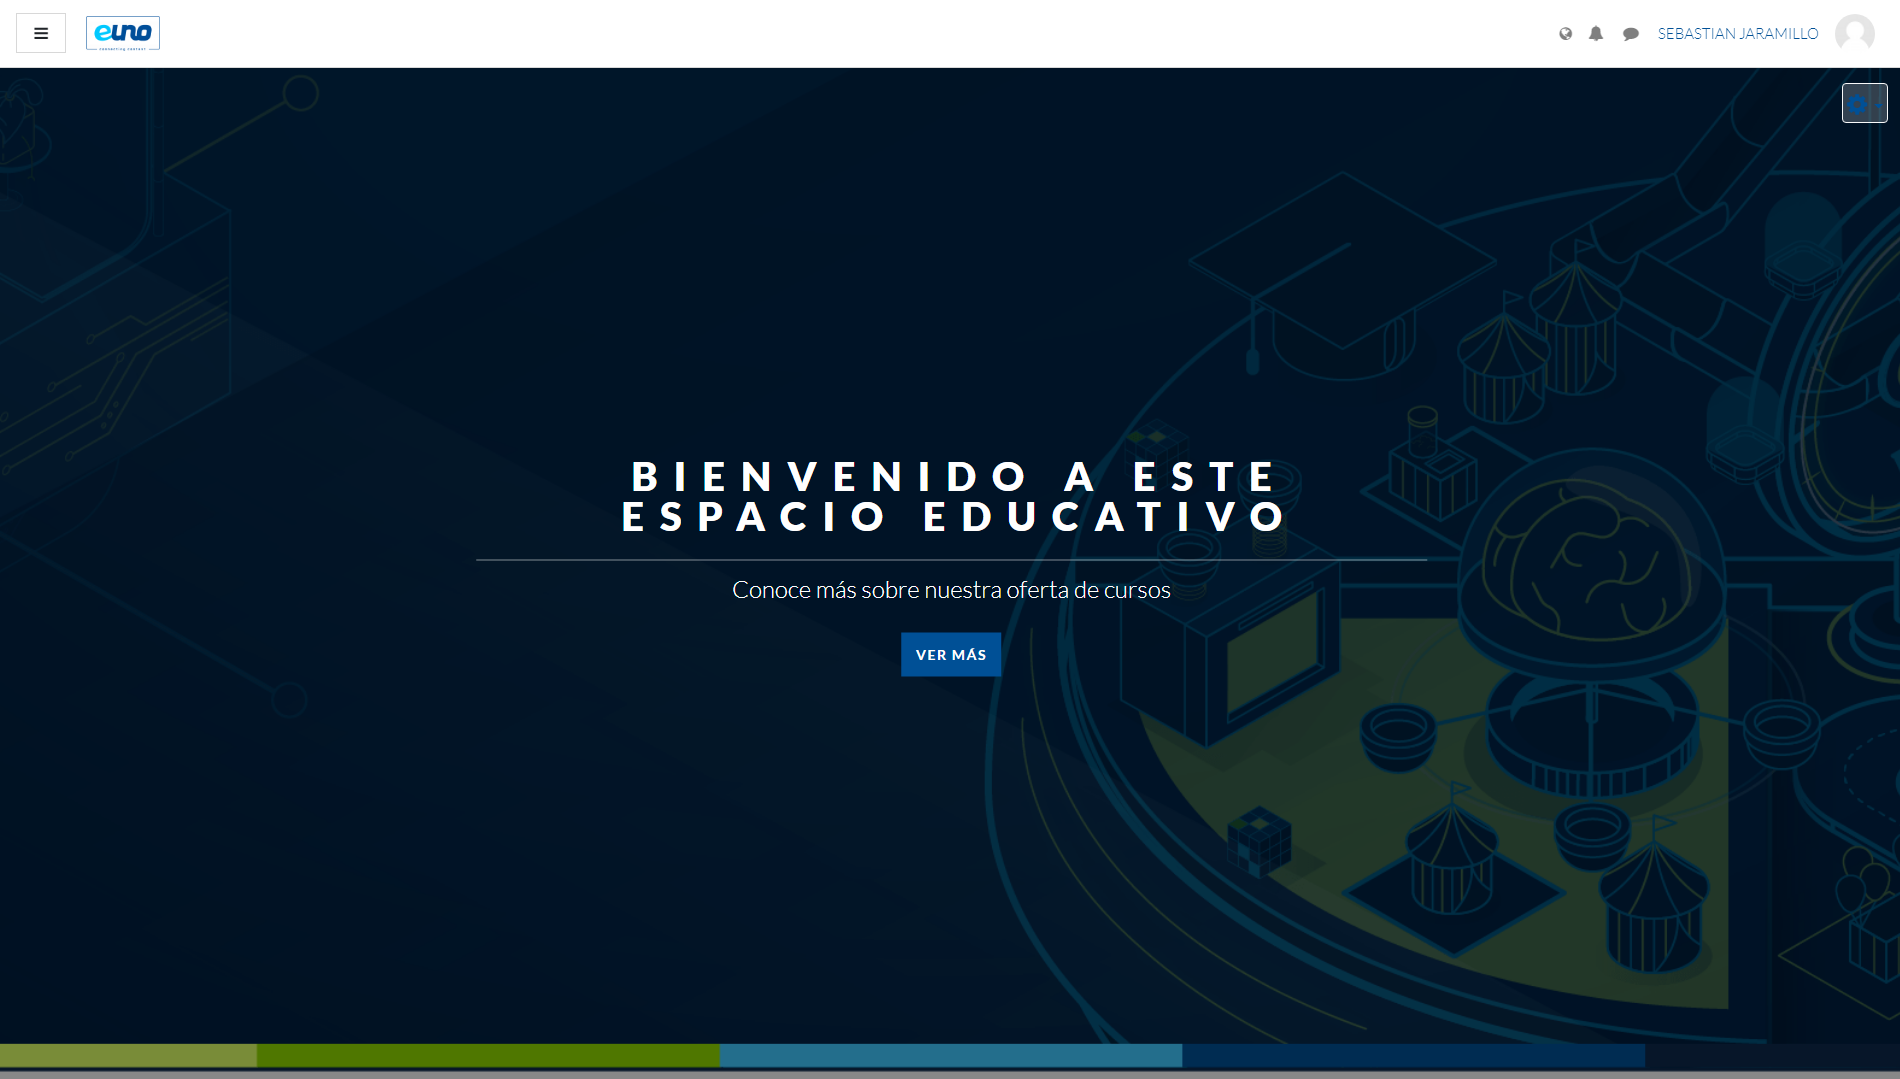 euno
SEBASTIAN JARAMILLO
BIENVENIDO A ESTE
ESPACIO EDUCATIVO
Conoce más sobre nuestra oferta de cursos
VER MÁS